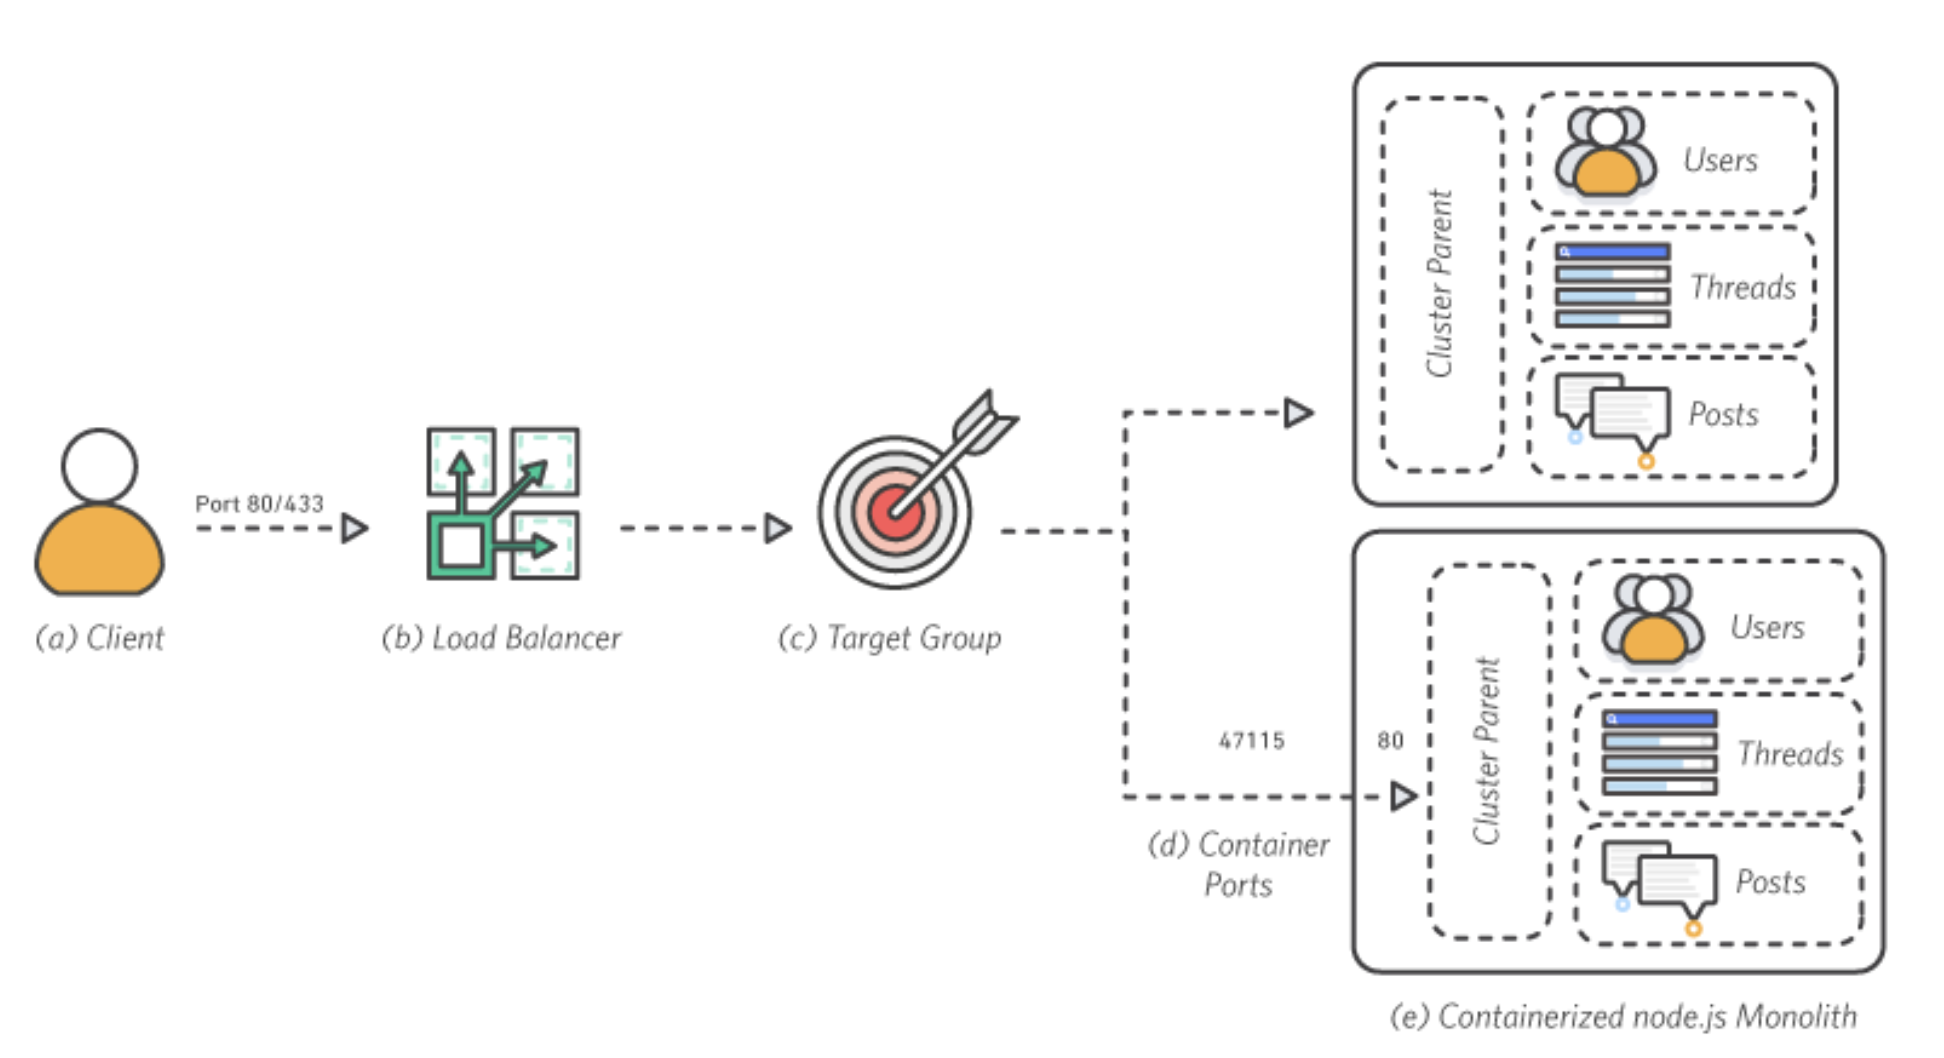 Port 80/433
(a) Client
(b) Load Balancer
(c) Target Group
47115
80
(d) Container
Ports
Cluster Parent
Users
Threads
Posts
Cluster Parent
Users
Threads
Posts
(e) Containerized node.js Monolith